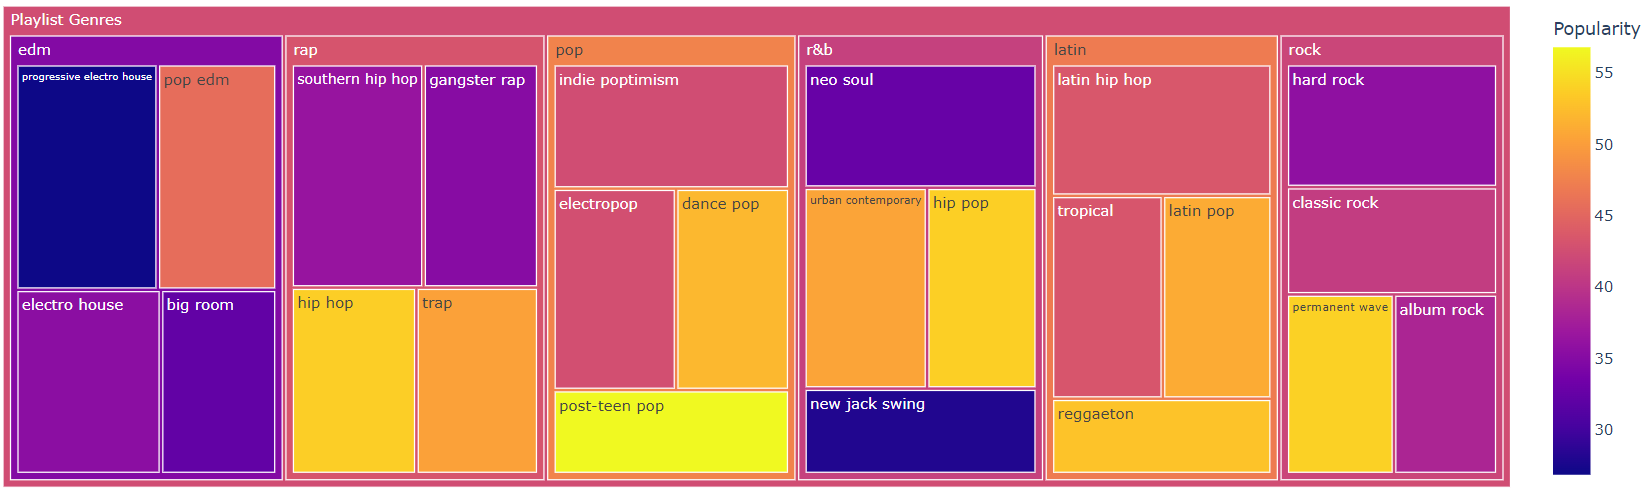 Playlist Genres
edm
progressive electro house
pop edm
electro house
big room
rap
southern hip hop
gangster rap
hip hop
trap
pop
indie poptimism
electropop
dance pop
post-teen pop
r&b
neo soul
urban contemporary
hip pop
new jack swing
latin
latin hip hop
tropical
latin pop
reggaeton
rock
hard rock
classic rock
permanent wave
album rock
Popularity
55
50
45
40
35
30